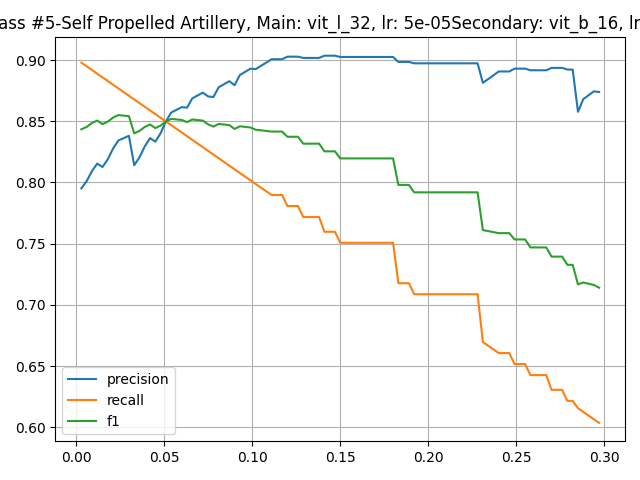 ass #5-Self Propelled Artillery, Main: vit_l_32, lr: 5e-05Secondary: vit_b_16, lr
0.90
0.85
0.80
0.75
0.70
0.65
0.60
precision
recall
f1
0.00 0.05 0.10 0.15 0.20 0.25 0.30